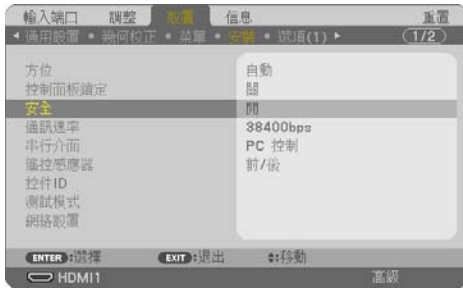 輸入端口 調整 設置 信息 重置
通用設置 • 幾何校正 • 菜單 • 安裝 • 選項(1) (1/2)
方位 自動
控制面板鎖定 關
安全 開
通訊速率 38400bps
串行介面 PC 控制
遙控感應器 前/後
控件ID
測試模式
網絡設置
ENTER :選擇 EXIT :退出 :移動
HDMI1 高級